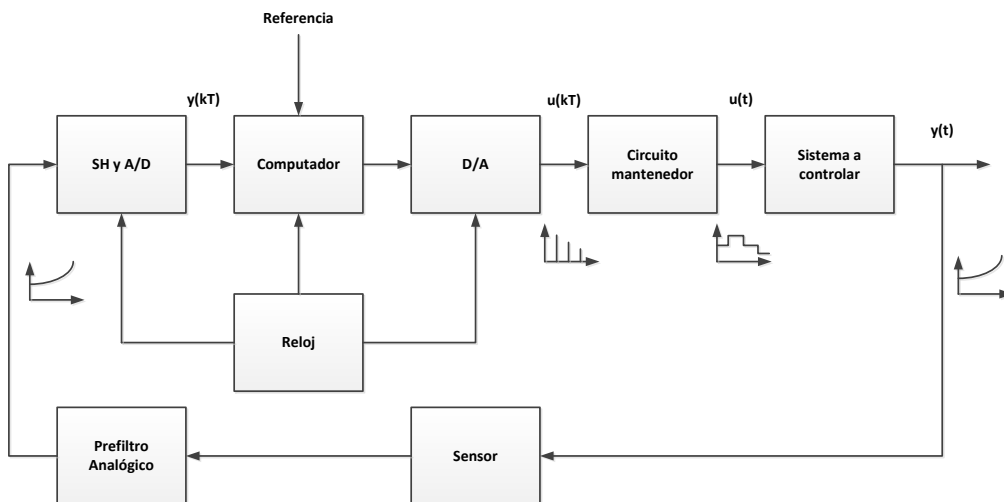 Referencia
y(kT)
u(kT)
u(t)
y(t)
SH y A/D
Computador
D/A
Circuito
mantenedor
Sistema a
controlar
Reloj
Prefiltro
Analógico
Sensor